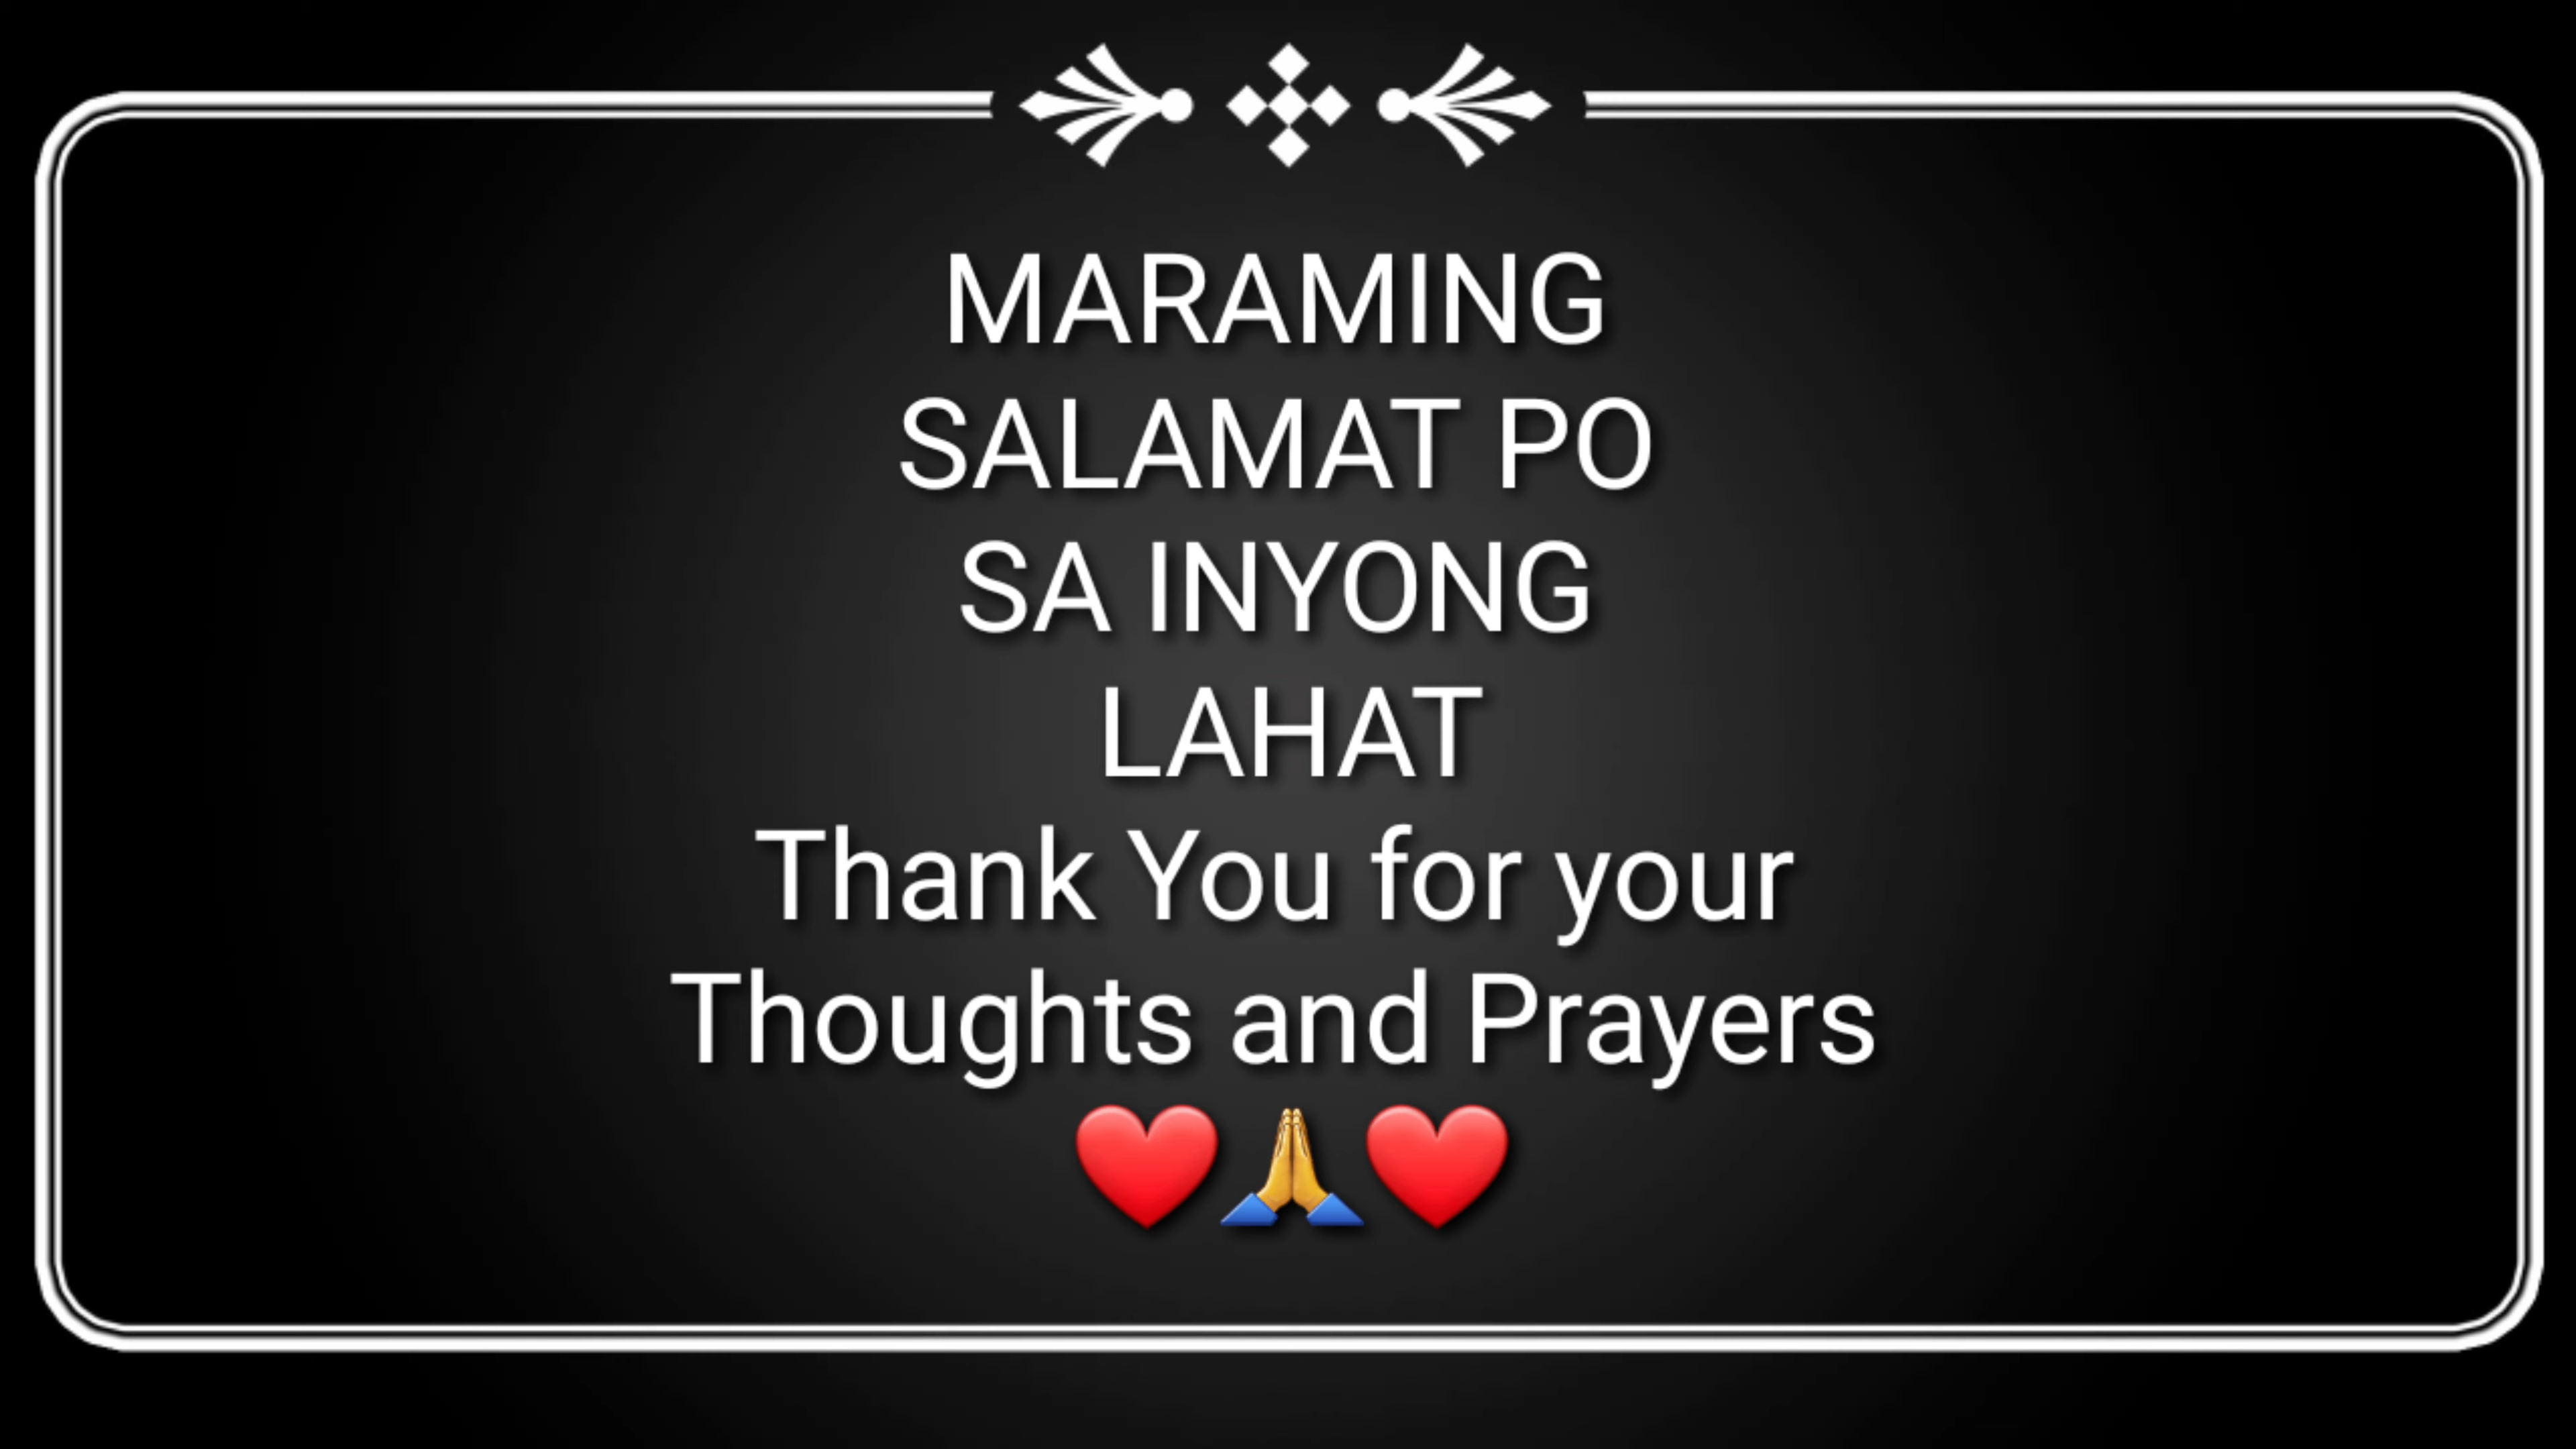 MARAMING
SALAMAT PO
SA INYONG
LAHAT
Thank You for your
Thoughts and Prayers
❤️🙏❤️